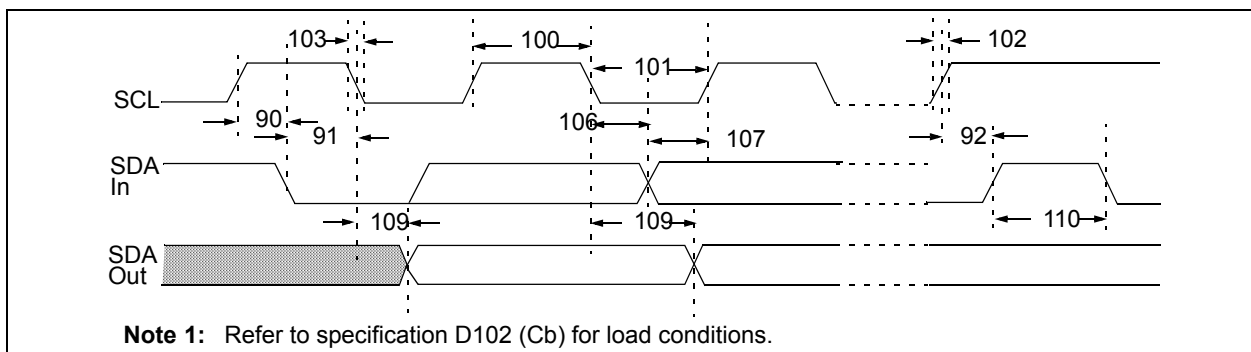 103 100 102
101
SCL
90 106
91 107 92
SDA
In
109 109 110
SDA
Out
Note 1: Refer to specification D102 (Cb) for load conditions.